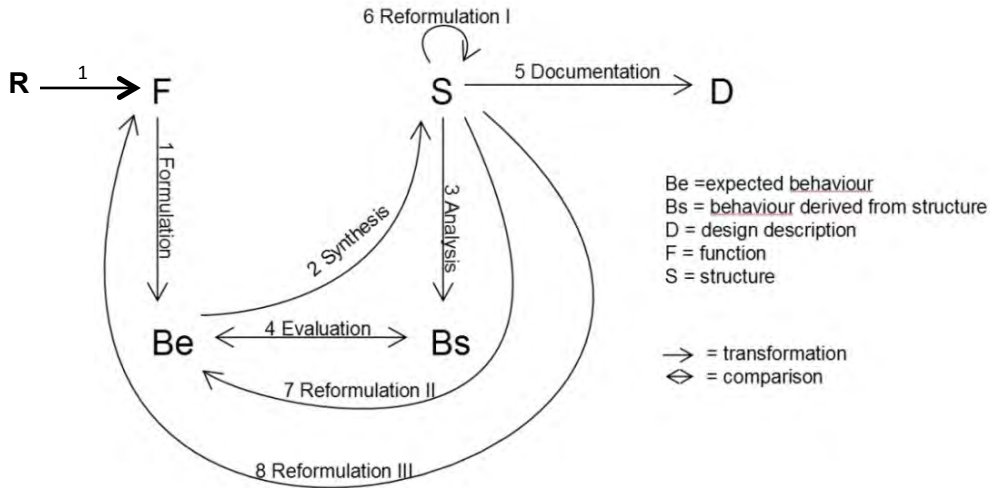 6 Reformulation I
R
1
F
S
5 Documentation
D
1 Formulation
2 Synthesis
3 Analysis
Be =expected behaviour
Bs = behaviour derived from structure
D = design description
F = function
S = structure
Be
4 Evaluation
Bs
= transformation
= comparison
7 Reformulation II
8 Reformulation III